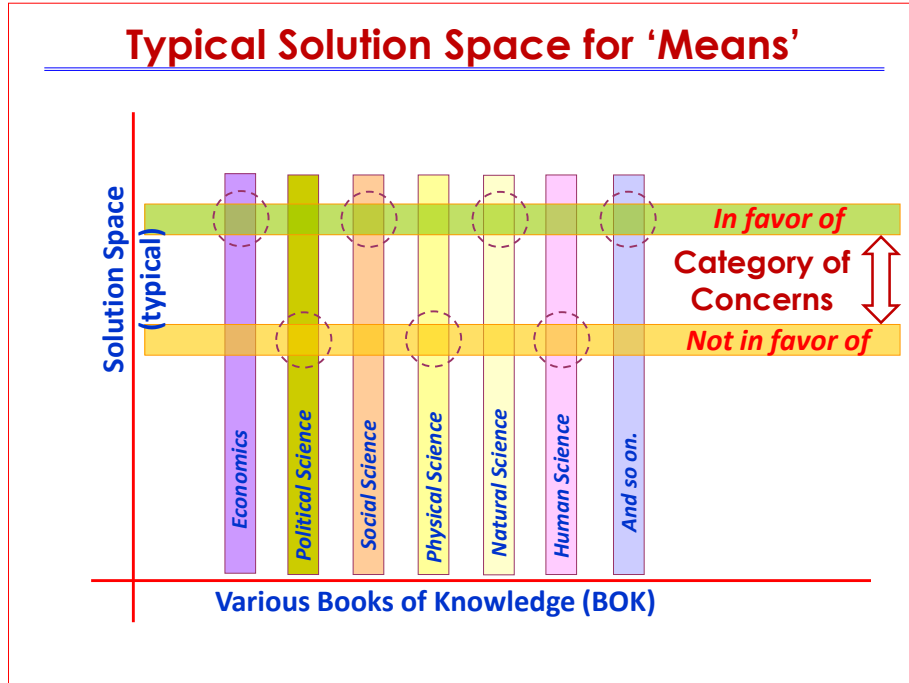 Typical Solution Space for ‘Means’
Solution Space
(typical)
In favor of
Category of
Concerns
Not in favor of
Economics
Political Science
Social Science
Physical Science
Natural Science
Human Science
And so on.
Various Books of Knowledge (BOK)